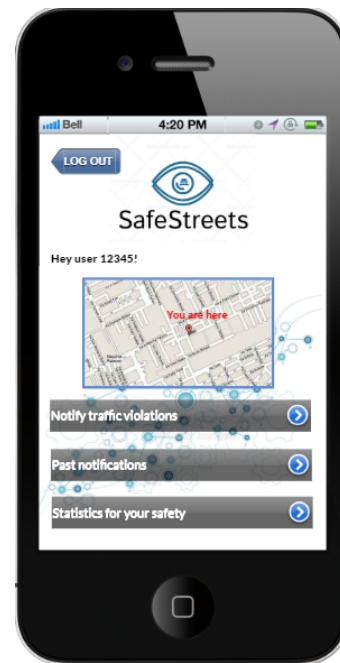 Bell 4:20 PM
LOG OUT
SafeStreets
Hey user 12345!
You are here
Notify traffic violations
Past notifications
Statistics for your safety